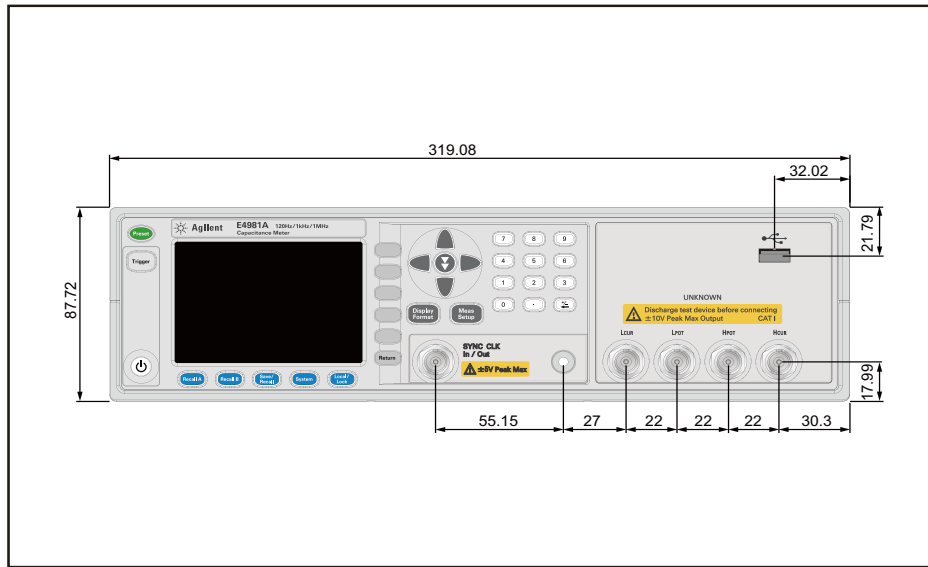 319.08
32.02
87.72
21.79
Preset
Agilent E4981A 120Hz/1kHz/1MHz
Capacitance Meter
Trigger
7 8 9
4 5 6
1 2 3
0 . +/-
Display
Format
Meas
Setup
Return
SYNC CLK
In / Out
±5V Peak Max
UNKNOWN
Discharge test device before connecting
±10V Peak Max Output CAT I
LCUR LPOT HPOT HCUR
Recall A
Recall B
Save/
Recall
System
Local/
Lock
17.99
55.15 27 22 22 22 30.3